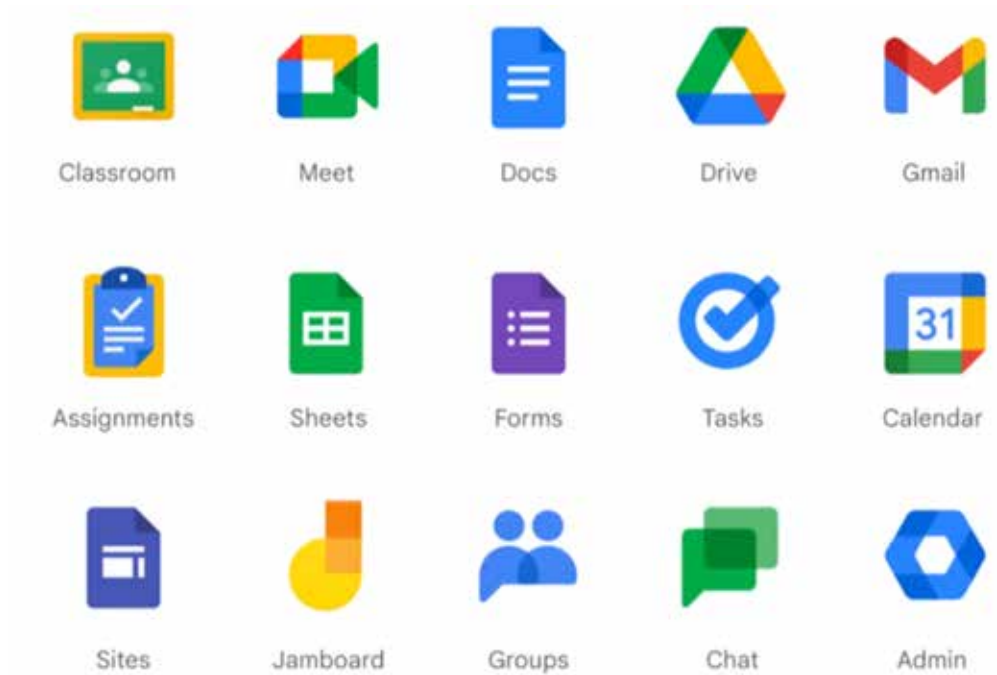 Classroom Meet Docs Drive Gmail
31
Assignments Sheets Forms Tasks Calendar
Sites Jamboard Groups Chat Admin